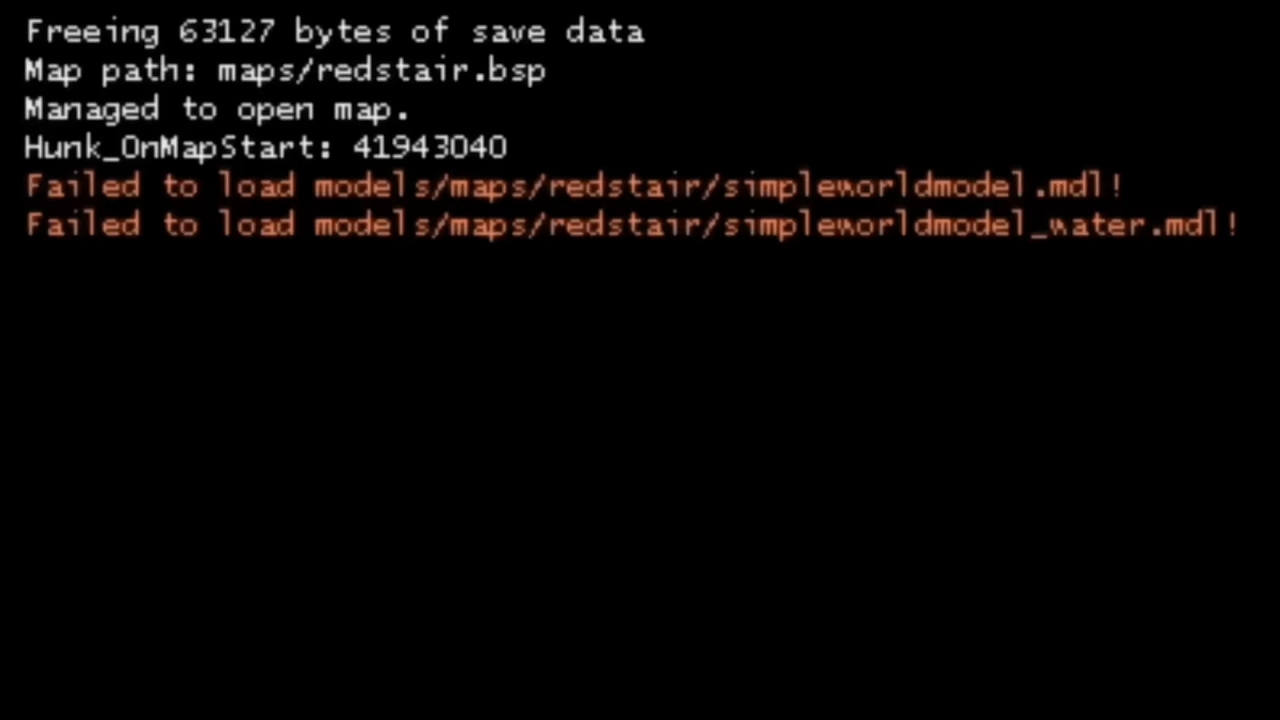 Freeing 63127 bytes of save data
Map path: maps/redstair.bsp
Managed to open map.
Hunk_OnMapStart: 41943040
Failed to load models/maps/redstair/simpleworldmodel.mdl!
Failed to load models/maps/redstair/simpleworldmodel_water.mdl!